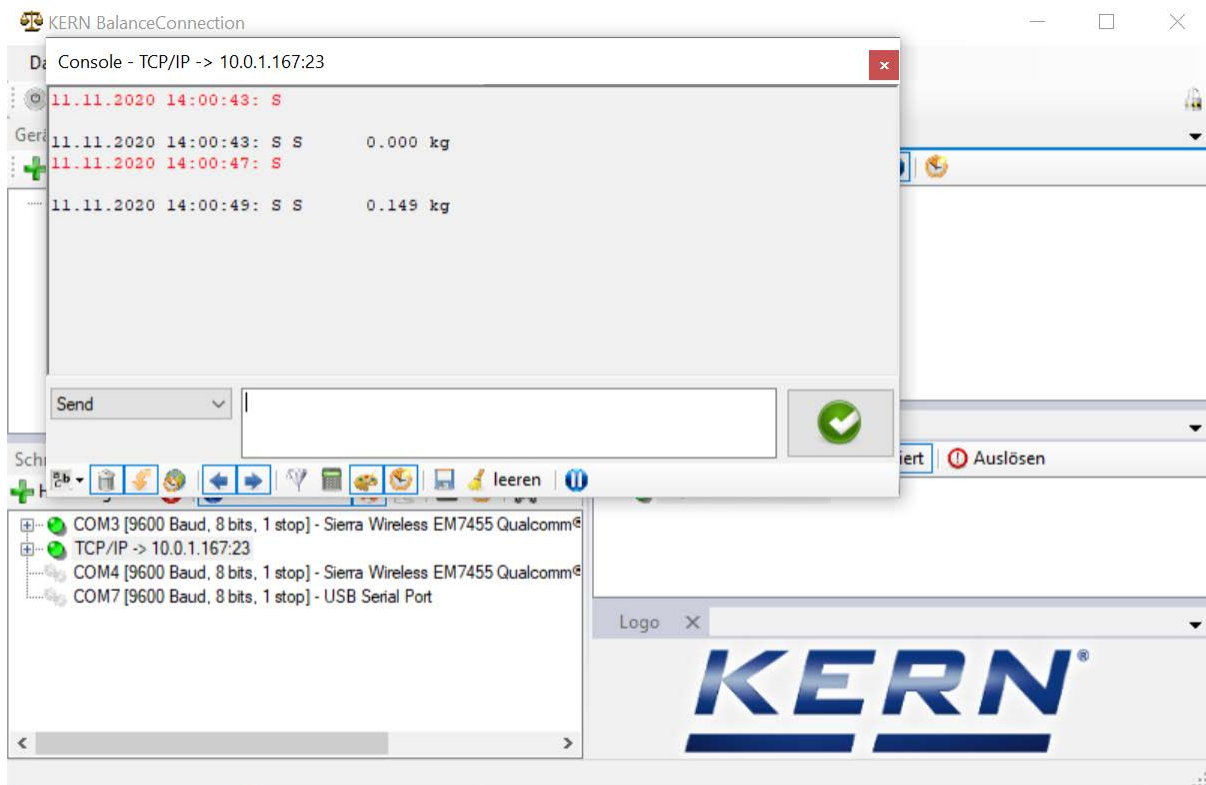 KERN BalanceConnection
Console - TCP/IP -> 10.0.1.167:23
11.11.2020 14:00:43: S
11.11.2020 14:00:43: S S      0.000 kg
11.11.2020 14:00:47: S
11.11.2020 14:00:49: S S      0.149 kg
Send
leeren
Auslösen
COM3 [9600 Baud, 8 bits, 1 stop] - Sierra Wireless EM7455 Qualcomm®
TCP/IP -> 10.0.1.167:23
COM4 [9600 Baud, 8 bits, 1 stop] - Sierra Wireless EM7455 Qualcomm®
COM7 [9600 Baud, 8 bits, 1 stop] - USB Serial Port
Logo
KERN®